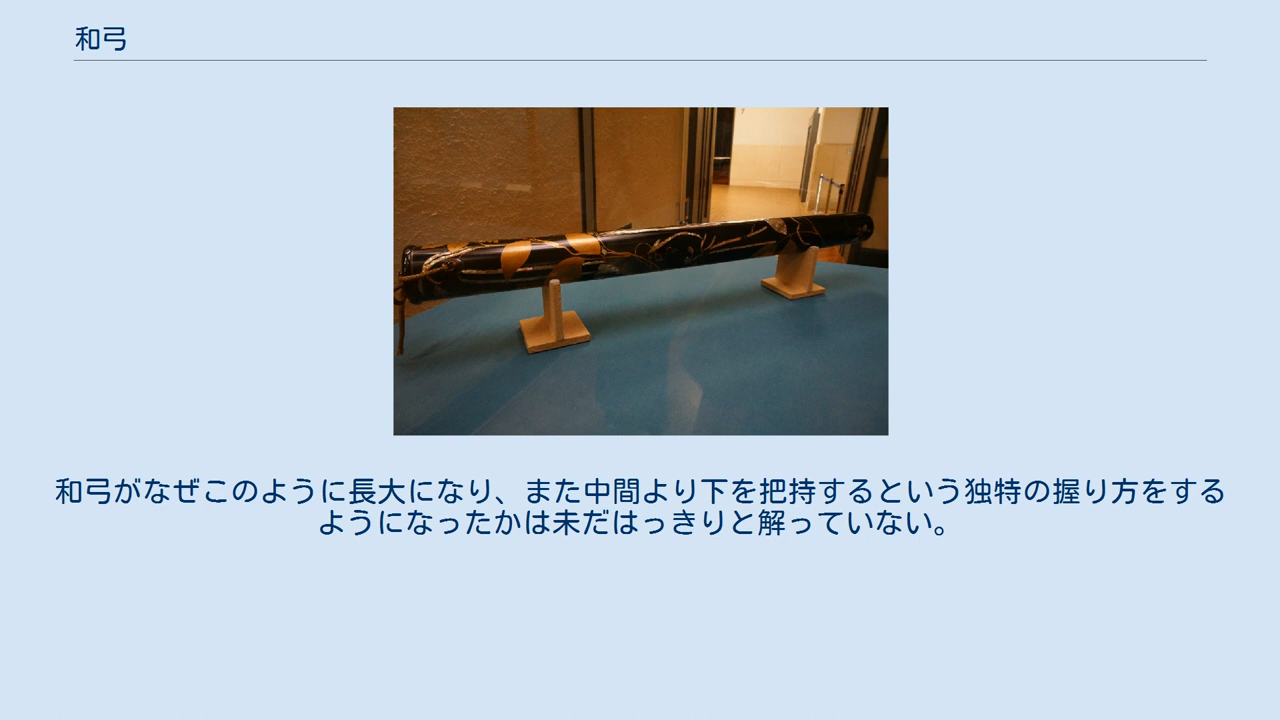 和弓
和弓がなぜこのように長大になり、また中間より下を把持するという独特の握り方をする
ようになったかは未だはっきりと解っていない。